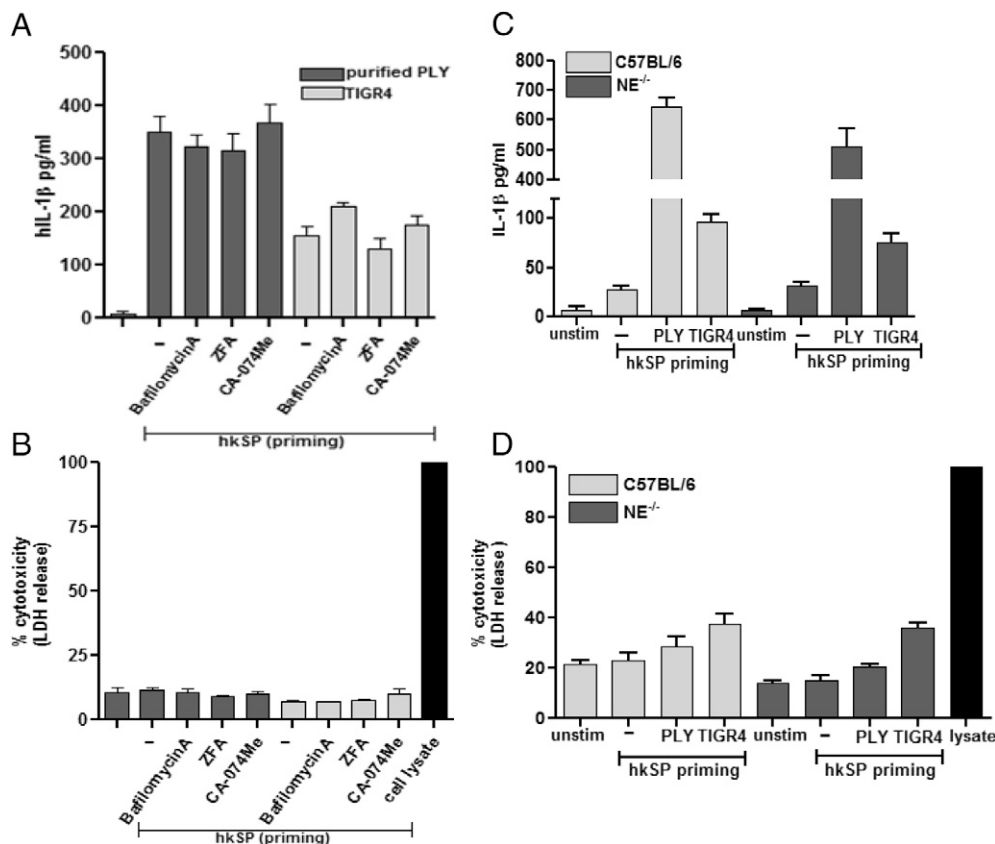 A
hIL-1β pg/ml
500
400
300
200
100
0
purified PLY
TIGR4
–
BafilomycinA
ZFA
CA-074Me
–
BafilomycinA
ZFA
CA-074Me
hkSP (priming)
B
% cytotoxicity
(LDH release)
100
75
50
25
0
–
BafilomycinA
ZFA
CA-074Me
–
BafilomycinA
ZFA
CA-074Me
cell lysate
hkSP (priming)
C
IL-1β pg/ml
800
700
600
500
400
100
50
0
C57BL/6
NE-/-
unstim – PLY TIGR4 unstim – PLY TIGR4
hkSP priming hkSP priming
D
% cytotoxicity
(LDH release )
100
80
60
40
20
0
C57BL/6
NE-/-
unstim – PLY TIGR4 unstim – PLY TIGR4 lysate
hkSP priming hkSP priming